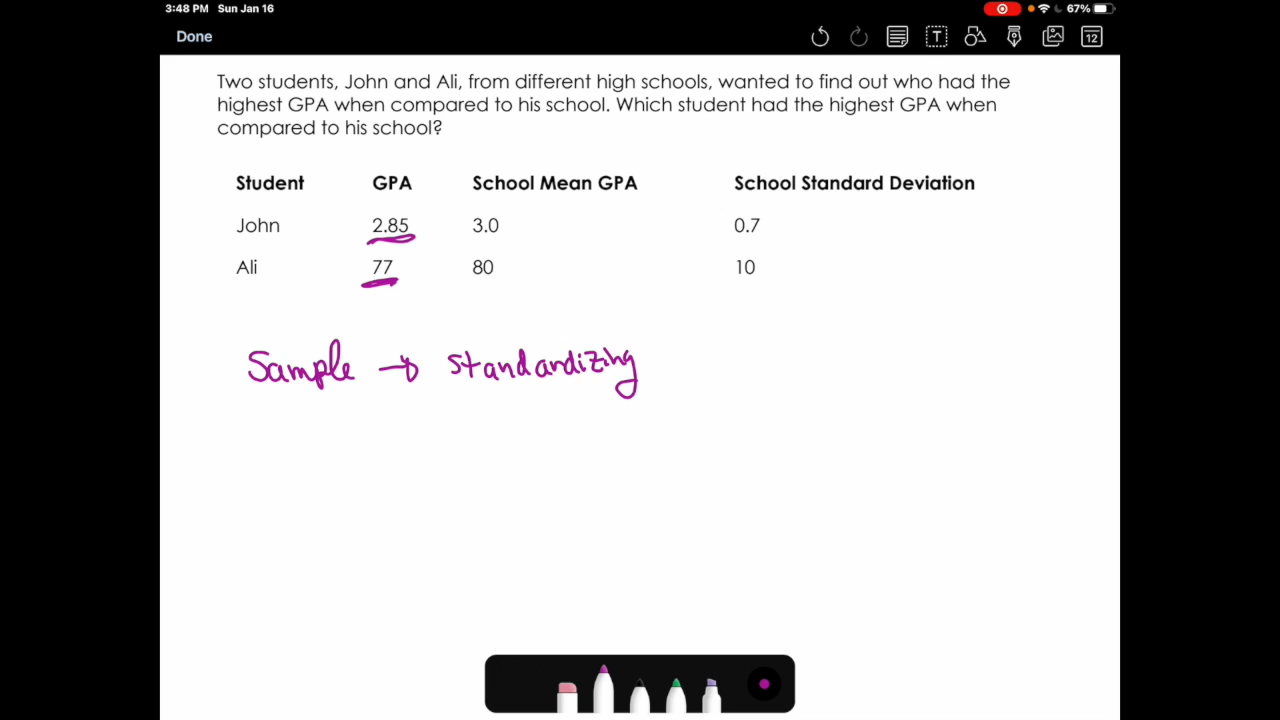 3:48 PM Sun Jan 16 67%
Done
12
Two students, John and Ali, from different high schools, wanted to find out who had the
highest GPA when compared to his school. Which student had the highest GPA when
compared to his school?
Student GPA School Mean GPA School Standard Deviation
John 2.85 3.0 0.7
Ali 77 80 10
Sample → standardizing